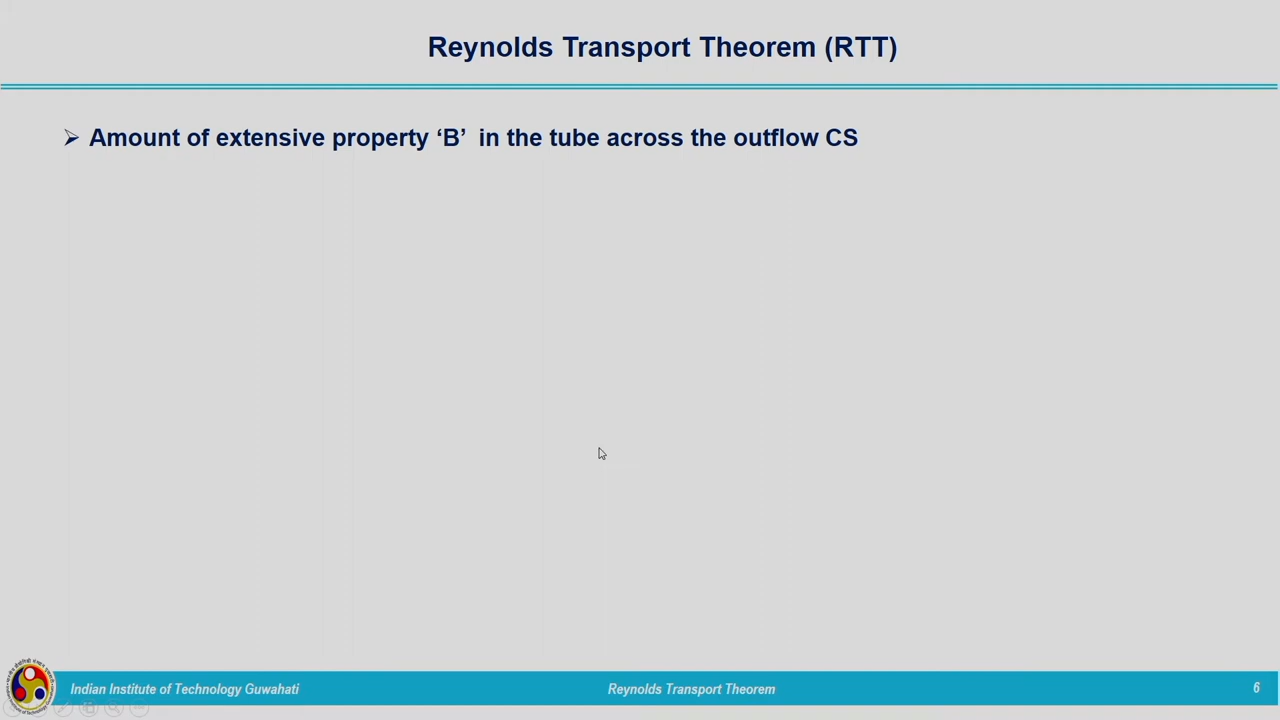 Reynolds Transport Theorem (RTT)
➢ Amount of extensive property ‘B’ in the tube across the outflow CS
Indian Institute of Technology Guwahati
Reynolds Transport Theorem
6